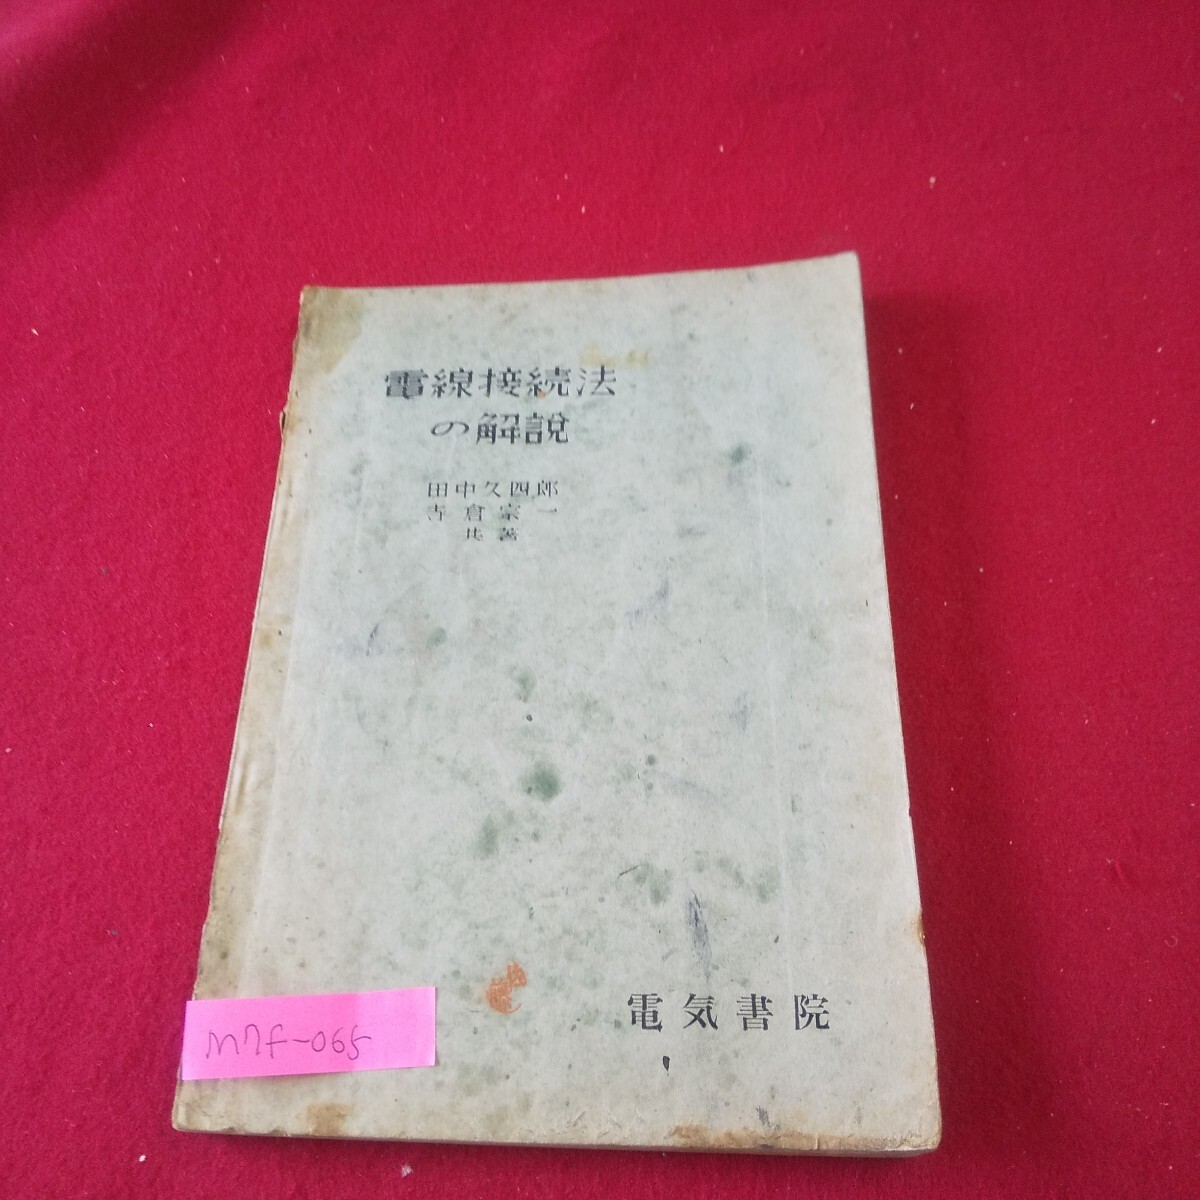 電線接続法
の解説
田中久四郎
寺倉宗一
共著
電気書院
M7f-065